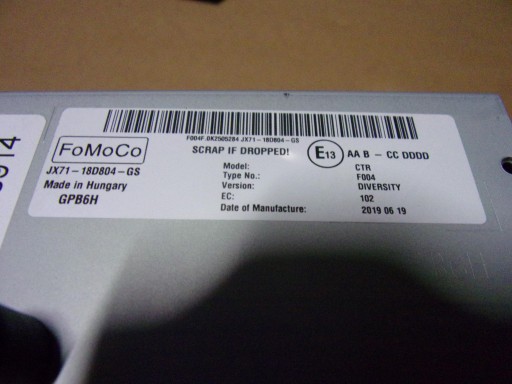 F004F.0K2505284 JX71-18D804-GS
FoMoCo
SCRAP IF DROPPED!
E13
AA B - CC DDDD
JX71-18D804-GS
Made in Hungary
GPB6H
Model: CTR
Type No.: F004
Version: DIVERSITY
EC: 102
Date of Manufacture: 2019 06 19